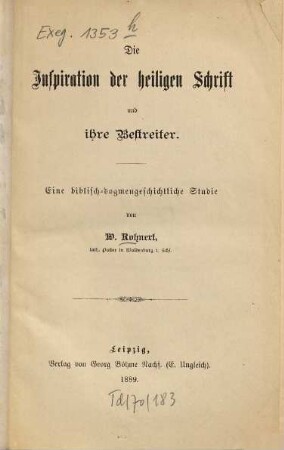 Exeg. 1353 h
Die
Inspiration der heiligen Schrift
und
ihre Bestreiter.
Eine biblisch-dogmengeschichtliche Studie
von
W. Rohnert,
luth. Pastor in Waldenburg i. Schl.
Leipzig,
Verlag von Georg Böhme Nachf. (E. Ungleich).
1889.
Td/70/183